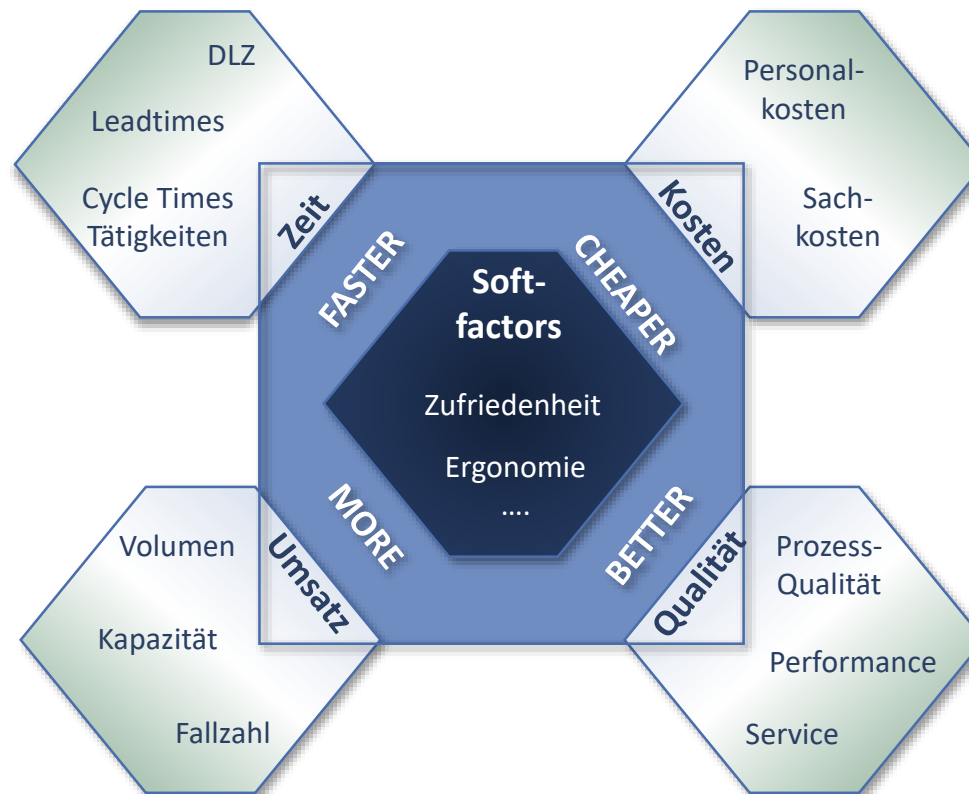 DLZ
Leadtimes
Cycle Times
Tätigkeiten
Zeit
FASTER
Personal-
kosten
Sach-
kosten
Kosten
CHEAPER
Soft-
factors
Zufriedenheit
Ergonomie
....
Volumen
Kapazität
Fallzahl
Umsatz
MORE
Prozess-
Qualität
Performance
Service
Qualität
BETTER